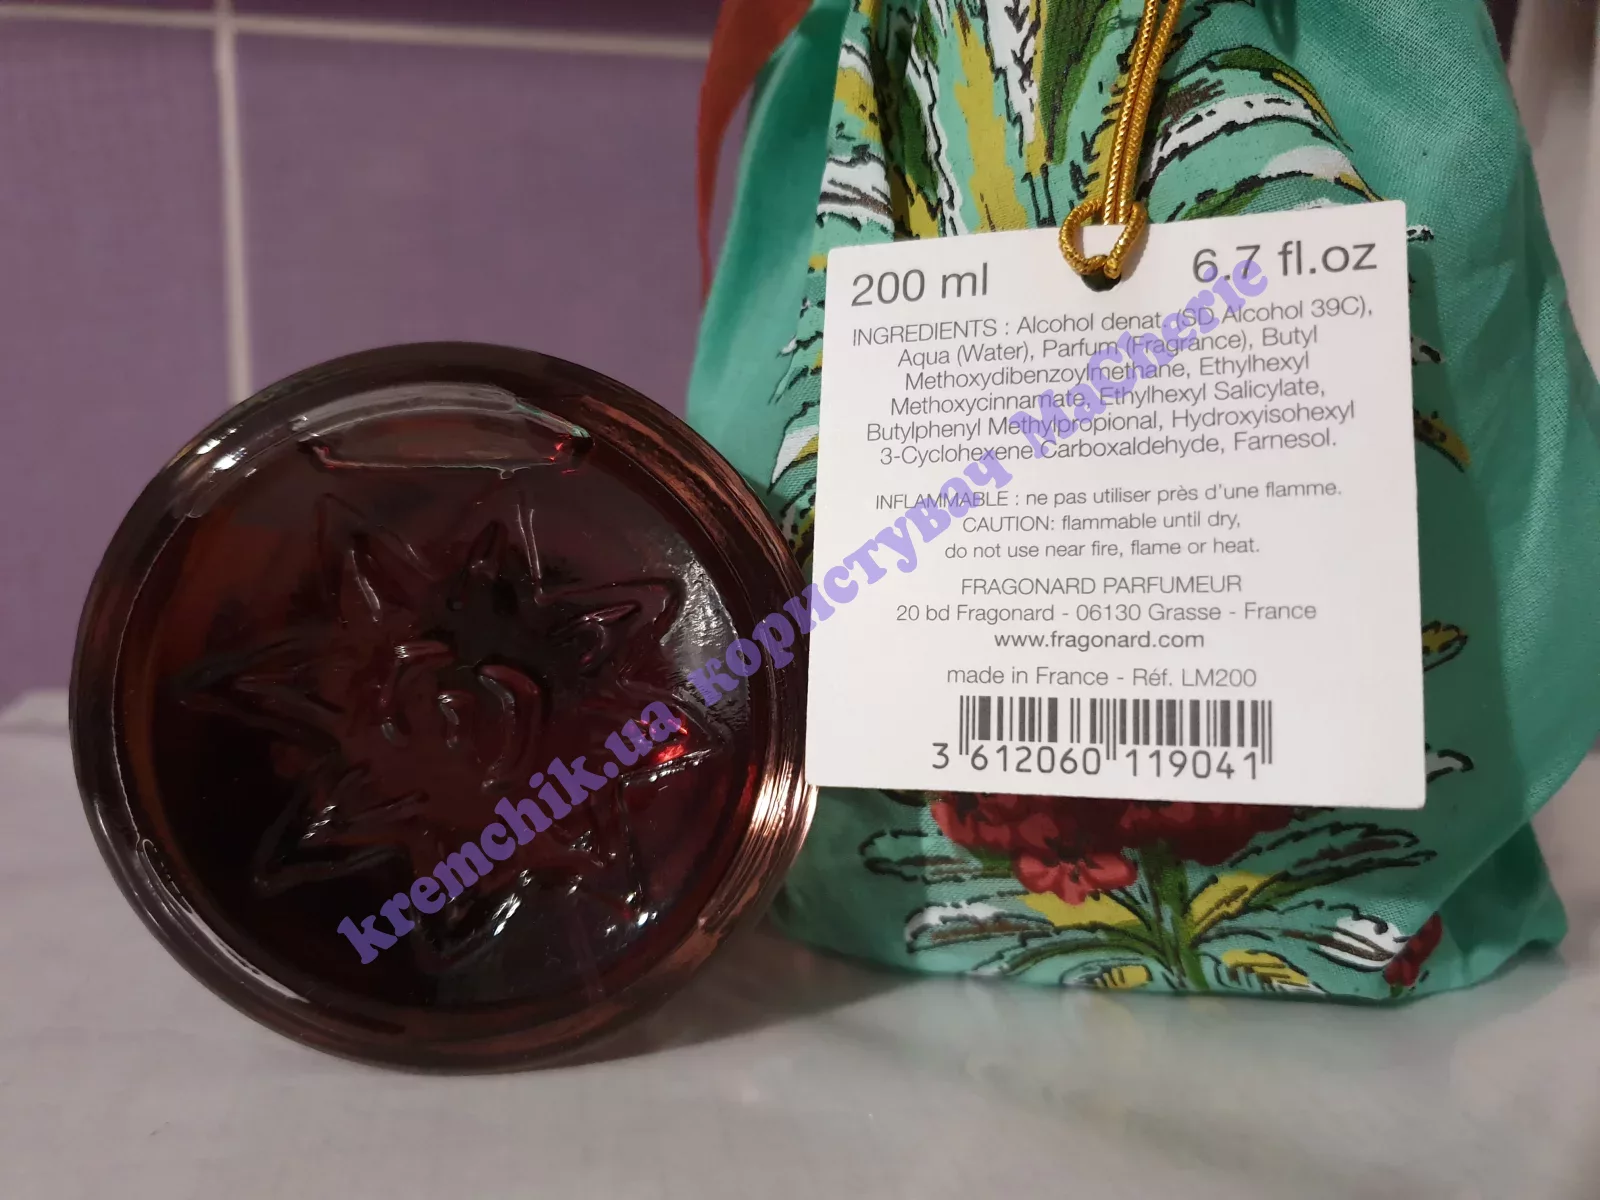 200 ml 6.7 fl.oz
INGREDIENTS : Alcohol denat. (SD Alcohol 39C),
Aqua (Water), Parfum (Fragrance), Butyl
Methoxydibenzoylmethane, Ethylhexyl
Methoxycinnamate, Ethylhexyl Salicylate,
Butylphenyl Methylpropional, Hydroxyisohexyl
3-Cyclohexene Carboxaldehyde, Farnesol.
INFLAMMABLE : ne pas utiliser près d'une flamme.
CAUTION: flammable until dry,
do not use near fire, flame or heat.
FRAGONARD PARFUMEUR
20 bd Fragonard - 06130 Grasse - France
www.fragonard.com
made in France - Réf. LM200
3 612060 119041
kremchik.ua користувач MaCherie